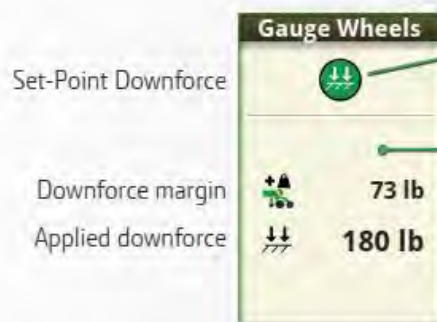 Gauge Wheels
Set-Point Downforce
Downforce margin 73 lb
Applied downforce 180 lb